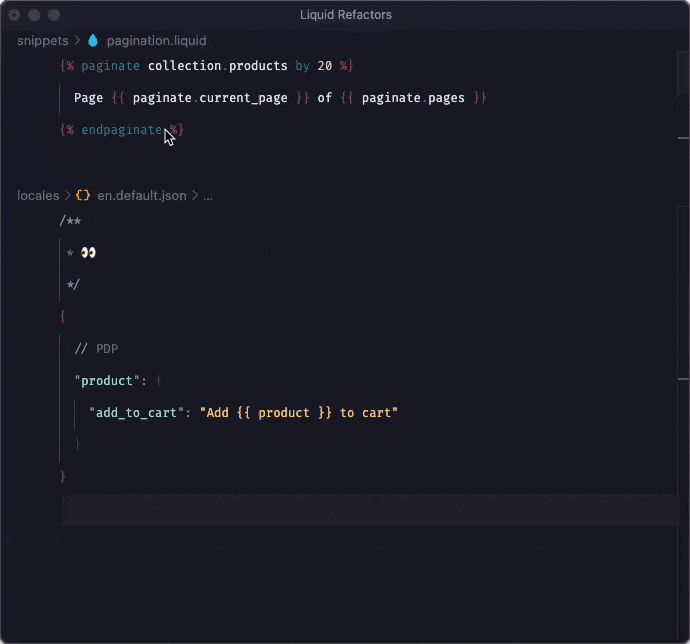 Liquid Refactors
snippets > pagination.liquid
{% paginate collection.products by 20 %}
Page {{ paginate.current_page }} of {{ paginate.pages }}
{% endpaginate %}
locales > {} en.default.json > ...
/**
* 👀
*/
{
// PDP
"product": {
"add_to_cart": "Add {{ product }} to cart"
}
}